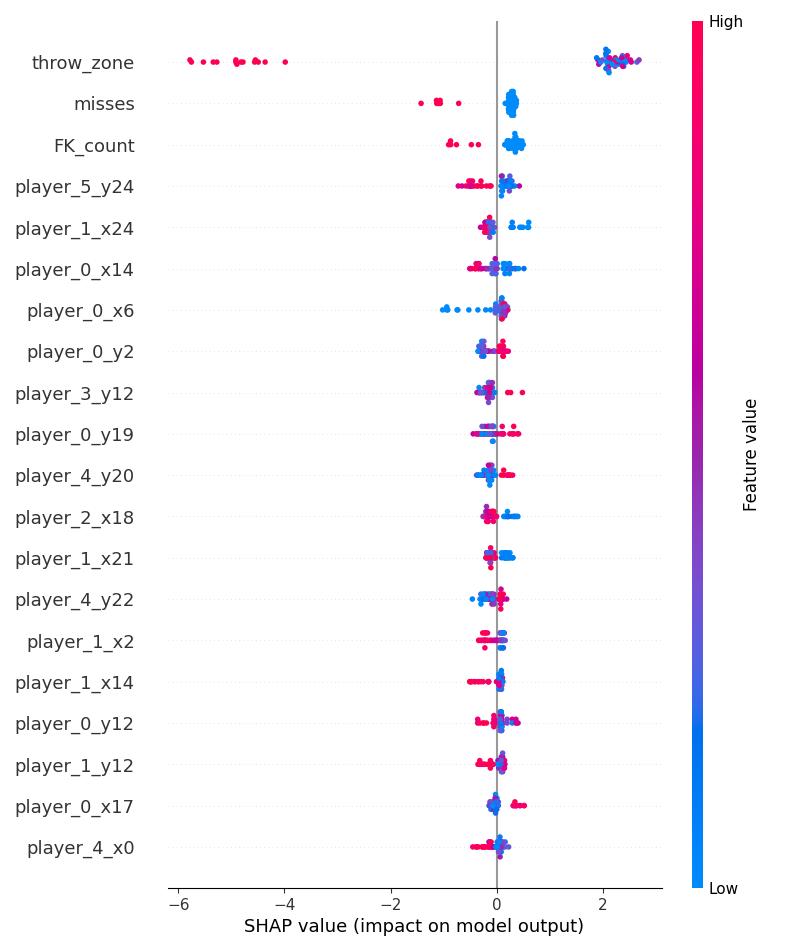 High
throw_zone
misses
FK_count
player_5_y24
player_1_x24
player_0_x14
player_0_x6
player_0_y2
player_3_y12
player_0_y19
player_4_y20
player_2_x18
player_1_x21
player_4_y22
player_1_x2
player_1_x14
player_0_y12
player_1_y12
player_0_x17
player_4_x0
Feature value
Low
−6 −4 −2 0 2
SHAP value (impact on model output)